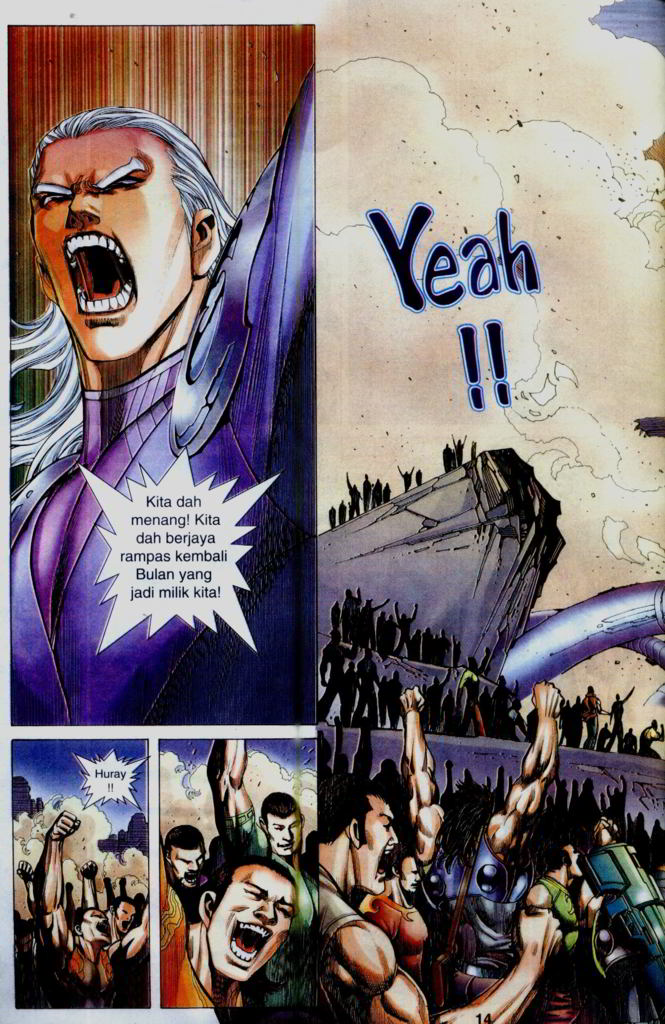 Kita dah
menang! Kita
dah berjaya
rampas kembali
Bulan yang
jadi milik kita!
Yeah
!!
Huray
!!
14